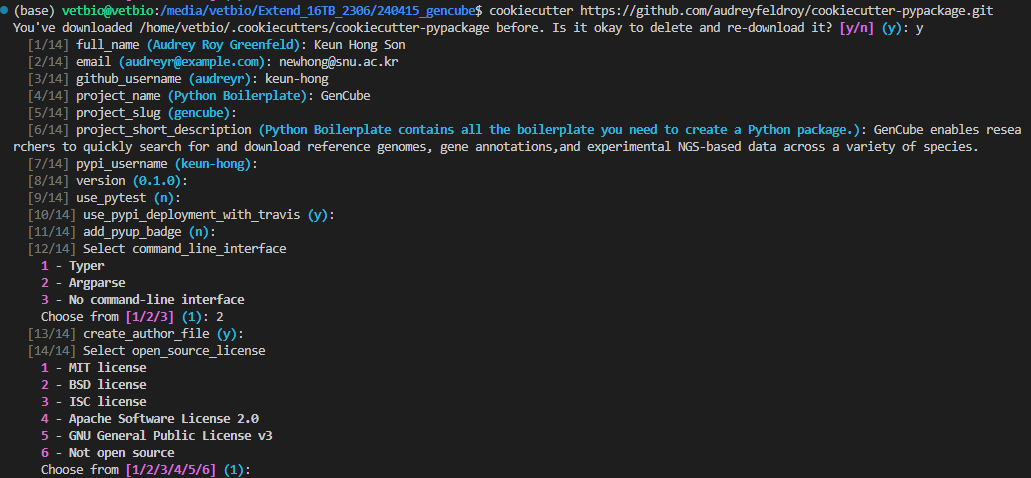 (base) vetbio@vetbio:/media/vetbio/Extend_16TB_2306/240415_gencube$ cookiecutter https://github.com/audreyfeldroy/cookiecutter-pypackage.git
You've downloaded /home/vetbio/.cookiecutters/cookiecutter-pypackage before. Is it okay to delete and re-download it? [y/n] (y): y
[1/14] full_name (Audrey Roy Greenfeld): Keun Hong Son
[2/14] email (audreyr@example.com): newhong@snu.ac.kr
[3/14] github_username (audreyr): keun-hong
[4/14] project_name (Python Boilerplate): GenCube
[5/14] project_slug (gencube):
[6/14] project_short_description (Python Boilerplate contains all the boilerplate you need to create a Python package.): GenCube enables resea
rchers to quickly search for and download reference genomes, gene annotations,and experimental NGS-based data across a variety of species.
[7/14] pypi_username (keun-hong):
[8/14] version (0.1.0):
[9/14] use_pytest (n):
[10/14] use_pypi_deployment_with_travis (y):
[11/14] add_pyup_badge (n):
[12/14] Select command_line_interface
1 - Typer
2 - Argparse
3 - No command-line interface
Choose from [1/2/3] (1): 2
[13/14] create_author_file (y):
[14/14] Select open_source_license
1 - MIT license
2 - BSD license
3 - ISC license
4 - Apache Software License 2.0
5 - GNU General Public License v3
6 - Not open source
Choose from [1/2/3/4/5/6] (1):